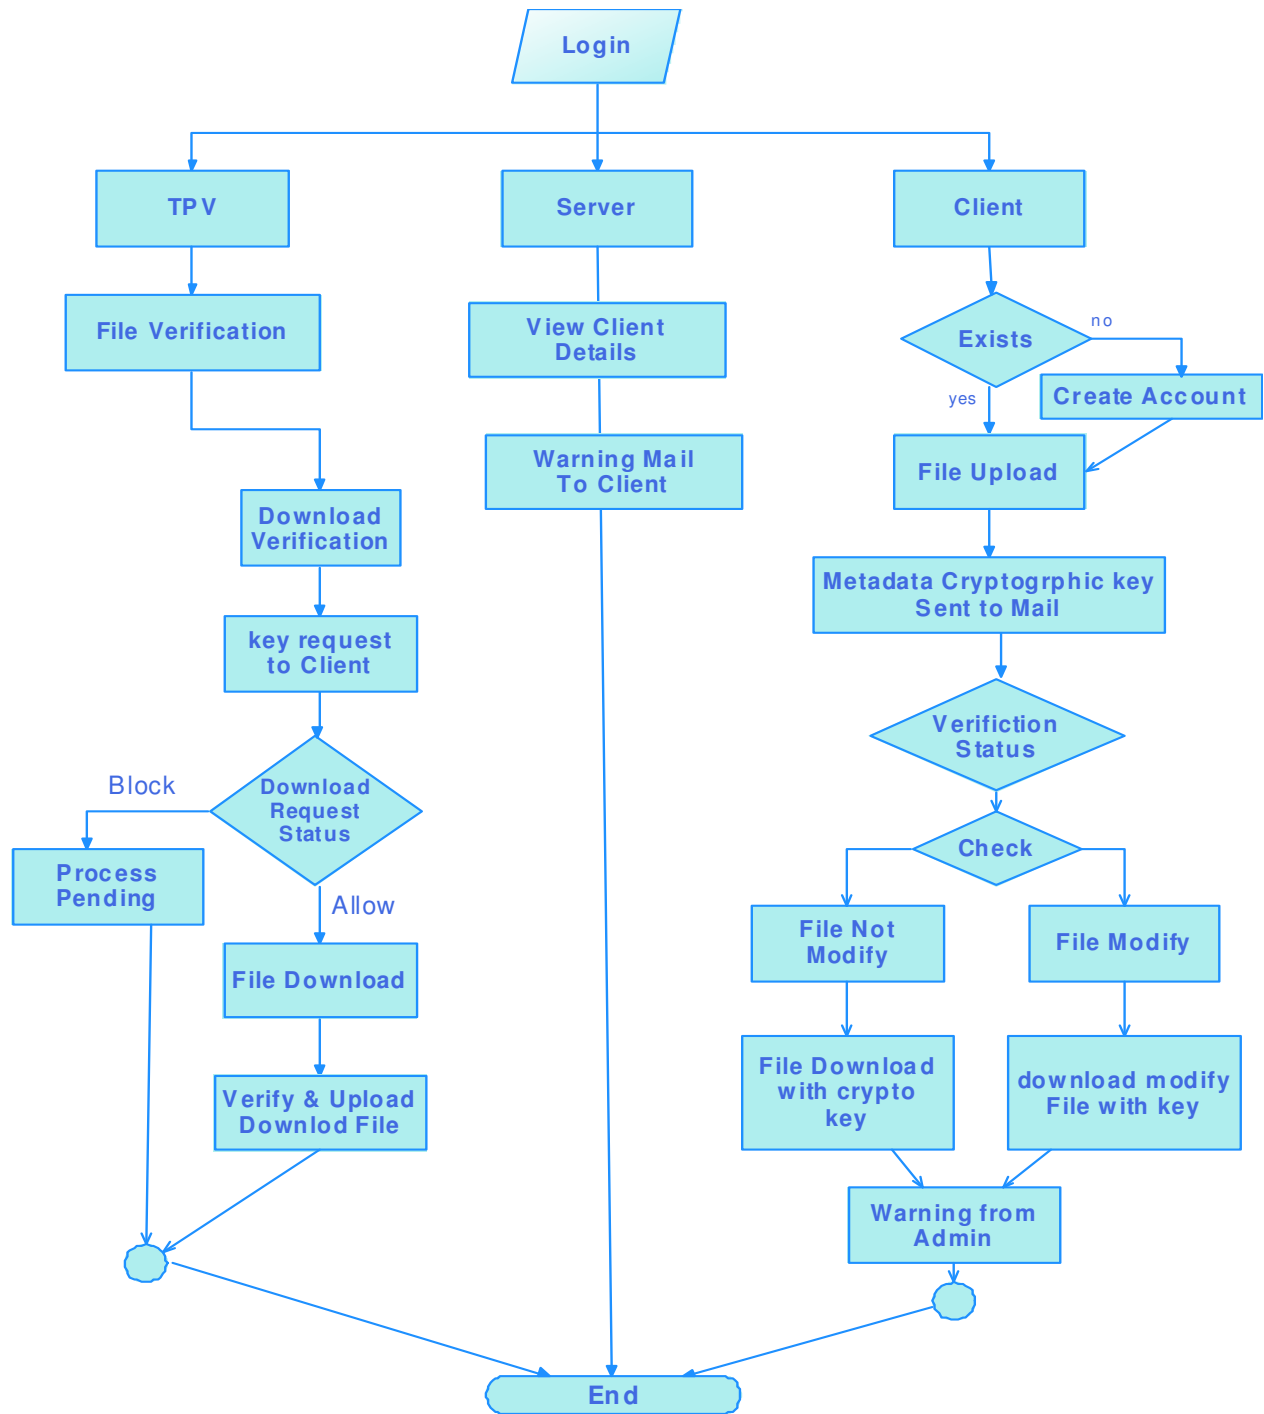 Login
TPV
Server
Client
File Verification
View Client
Details
Exists
no
yes
Create Account
Warning Mail
To Client
File Upload
Download
Verification
Metadata Cryptogrphic key
Sent to Mail
key request
to Client
Verifiction
Status
Block
Download
Request
Status
Check
Process
Pending
Allow
File Not
Modify
File Modify
File Download
File Download
with crypto
key
download modify
File with key
Verify & Upload
Downlod File
Warning from
Admin
End